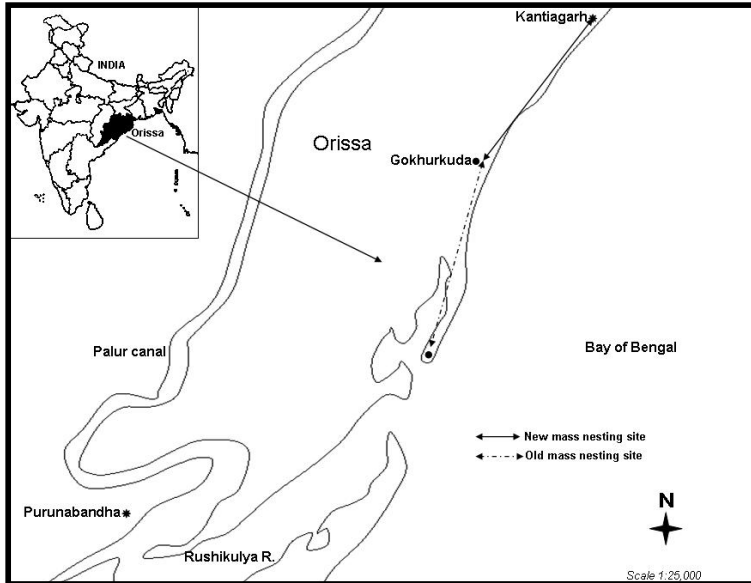 Kantiagarh
INDIA
Orissa
Orissa
Gokhurkuda
Palur canal
Bay of Bengal
New mass nesting site
Old mass nesting site
N
Purunabandha
Rushikulya R.
Scale 1:25,000